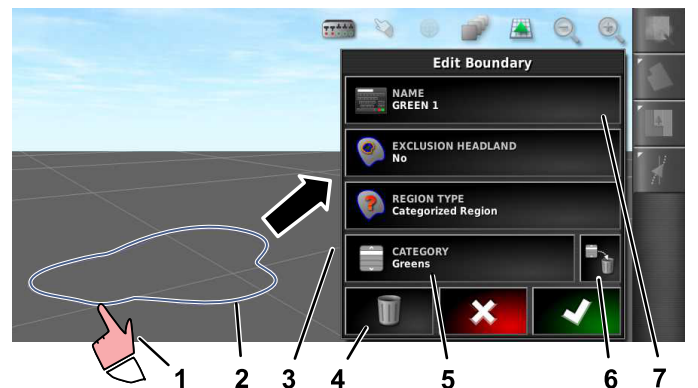 Edit Boundary
NAME
GREEN 1
EXCLUSION HEADLAND
No
REGION TYPE
Categorized Region
CATEGORY
Greens
1 2 3 4 5 6 7